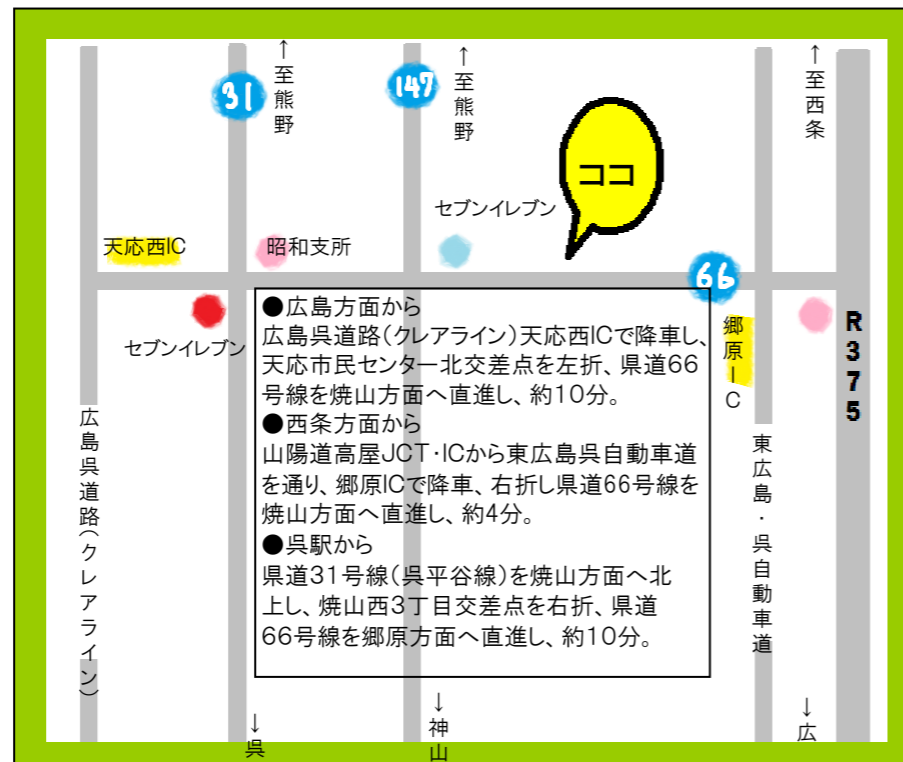 31
↑至熊野
147
↑至熊野
↑至西条
ココ
セブンイレブン
天応西IC
昭和支所
66
セブンイレブン
郷原IC
R375
●広島方面から
広島呉道路(クレアライン)天応西ICで降車し、
天応市民センター北交差点を左折、県道66
号線を焼山方面へ直進し、約10分。
●西条方面から
山陽道高屋JCT・ICから東広島呉自動車道
を通り、郷原ICで降車、右折し県道66号線を
焼山方面へ直進し、約4分。
●呉駅から
県道31号線(呉平谷線)を焼山方面へ北
上し、焼山西3丁目交差点を右折、県道
66号線を郷原方面へ直進し、約10分。
広島呉道路(クレアライン)
東広島・呉自動車道
↓呉
↓神山
↓広